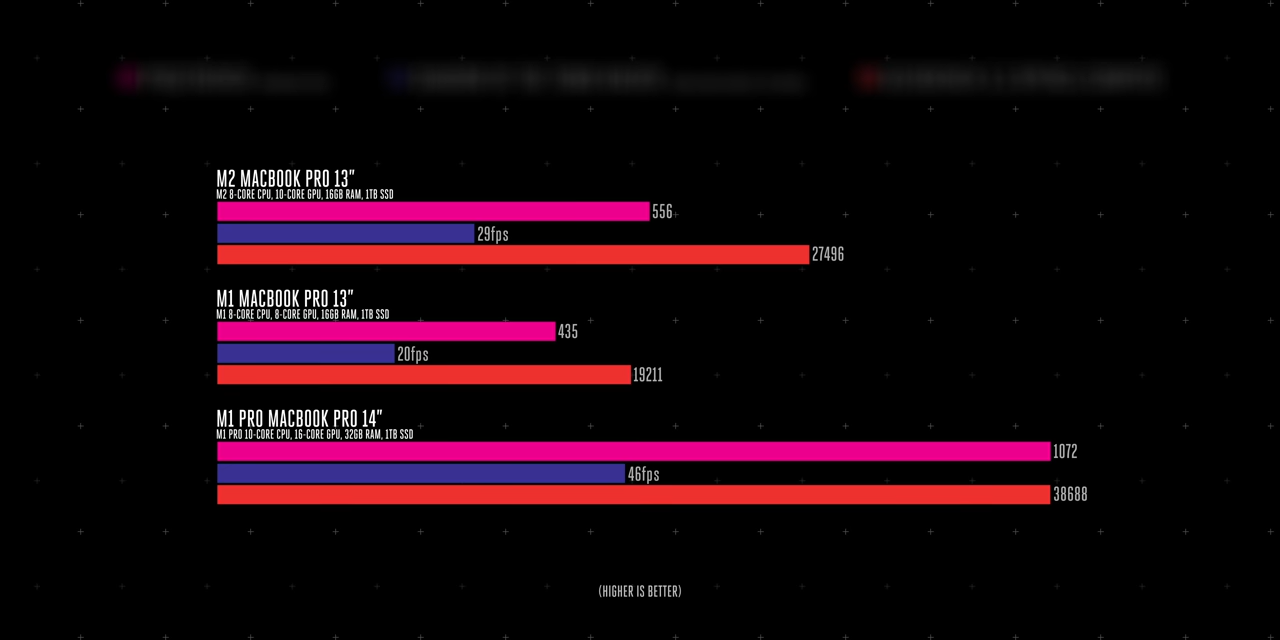 M2 MACBOOK PRO 13"
M2 8-CORE CPU, 10-CORE GPU, 16GB RAM, 1TB SSD
556
29fps
27496
M1 MACBOOK PRO 13"
M1 8-CORE CPU, 8-CORE GPU, 16GB RAM, 1TB SSD
435
20fps
19211
M1 PRO MACBOOK PRO 14"
M1 PRO 10-CORE CPU, 16-CORE GPU, 32GB RAM, 1TB SSD
1072
46fps
38688
(HIGHER IS BETTER)